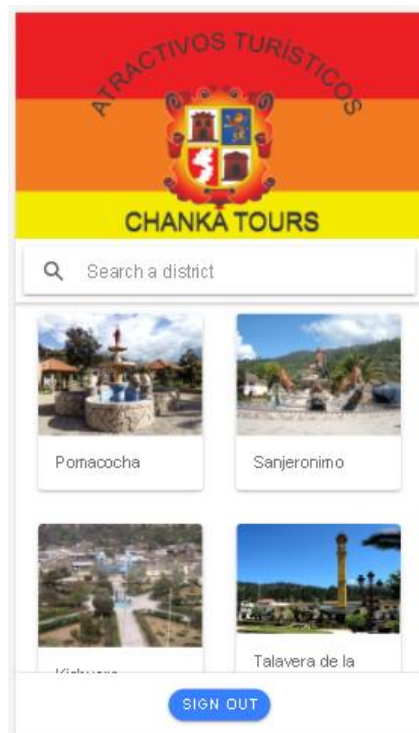 ATRACTIVOS TURÍSTICOS
CHANKA TOURS
Search a district
Pomacocha
Sanjeronimo
Talavera de la
SIGN OUT